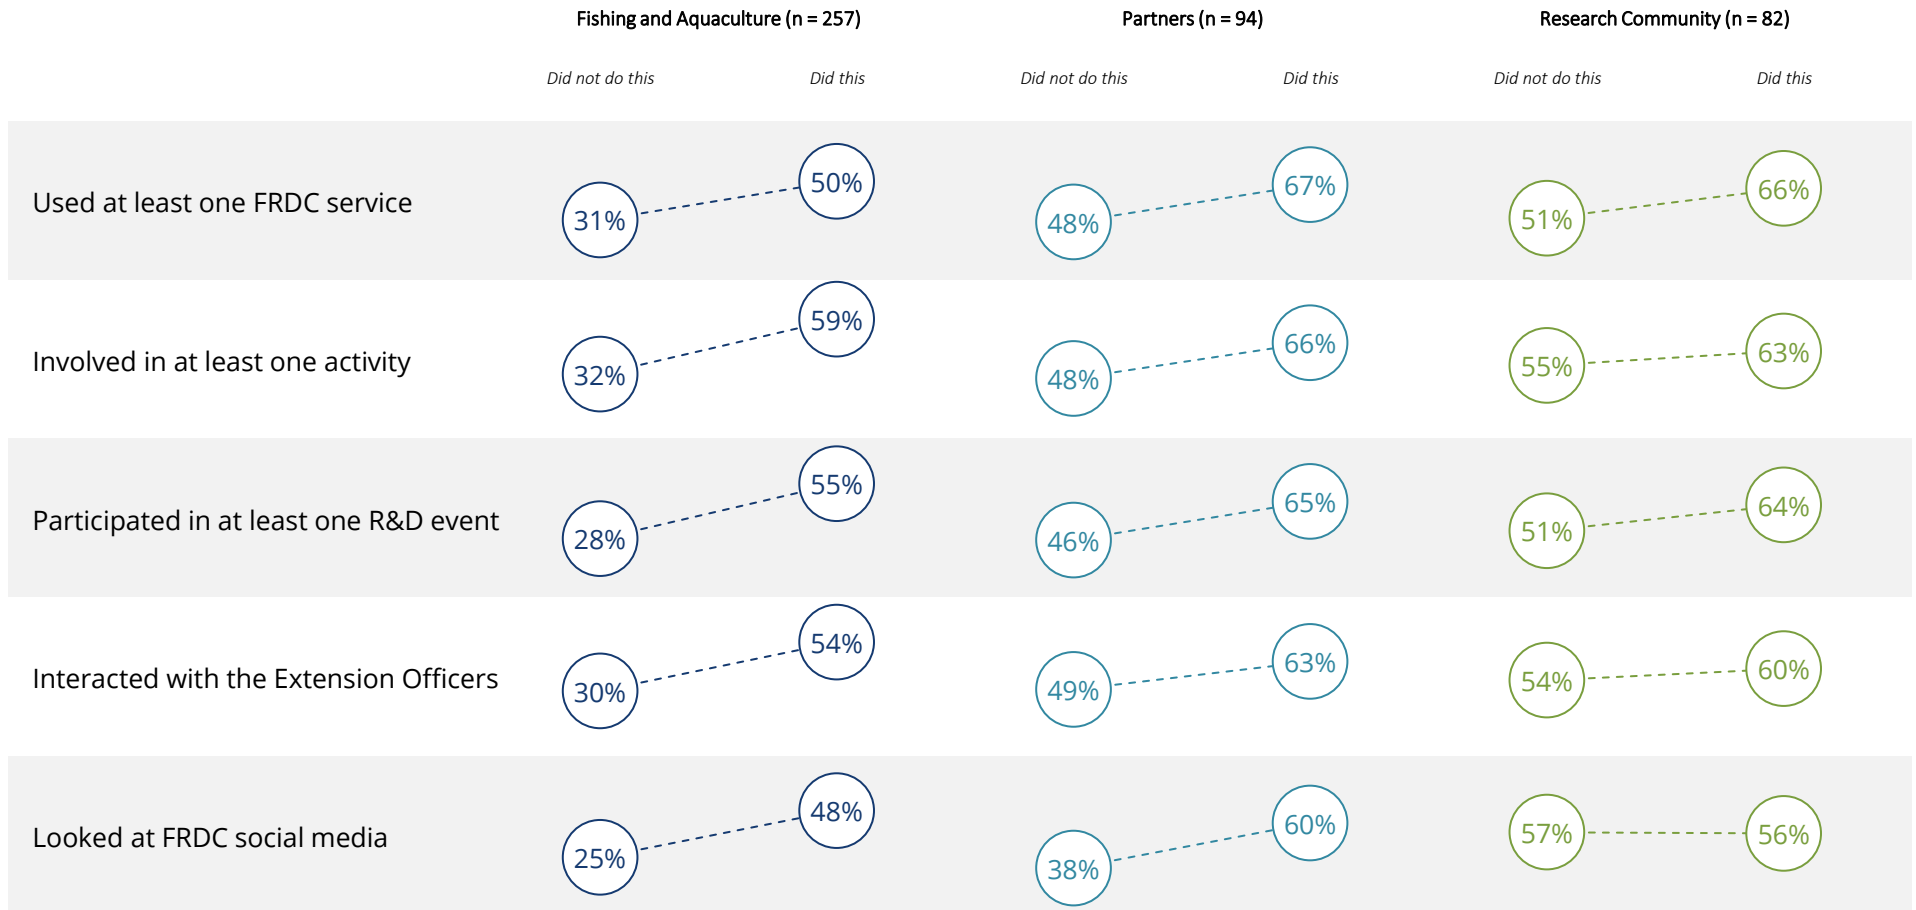 Fishing and Aquaculture (n = 257) Partners (n = 94) Research Community (n = 82)
Did not do this Did this Did not do this Did this Did not do this Did this
Used at least one FRDC service 31% 50% 48% 67% 51% 66%
Involved in at least one activity 32% 59% 48% 66% 55% 63%
Participated in at least one R&D event 28% 55% 46% 65% 51% 64%
Interacted with the Extension Officers 30% 54% 49% 63% 54% 60%
Looked at FRDC social media 25% 48% 38% 60% 57% 56%